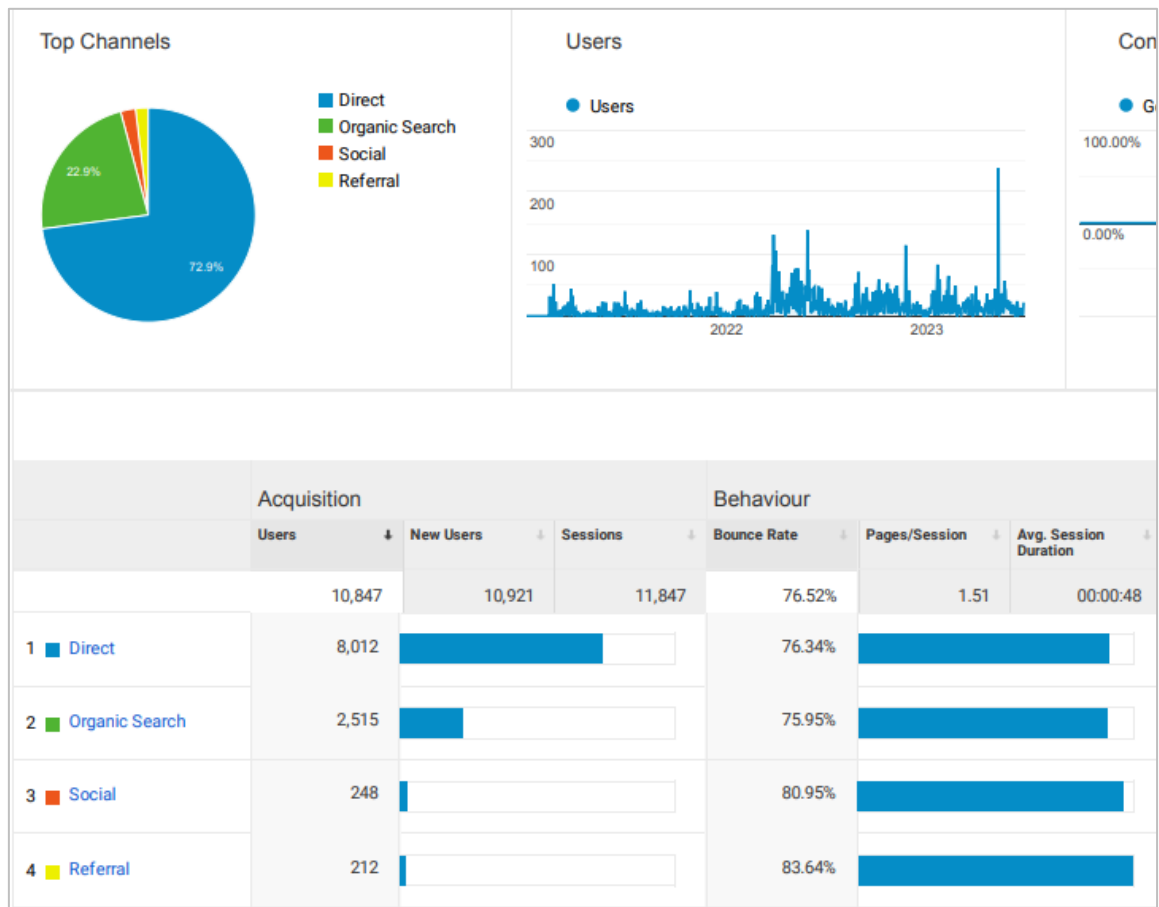 Top Channels
Direct
Organic Search
Social
Referral
22.9%
72.9%
Users
Users
300
200
100
2022
2023
Con
G
100.00%
0.00%
Acquisition
Behaviour
Users New Users Sessions Bounce Rate Pages/Session Avg. Session
Duration
10,847 10,921 11,847 76.52% 1.51 00:00:48
1 Direct 8,012 76.34%
2 Organic Search 2,515 75.95%
3 Social 248 80.95%
4 Referral 212 83.64%